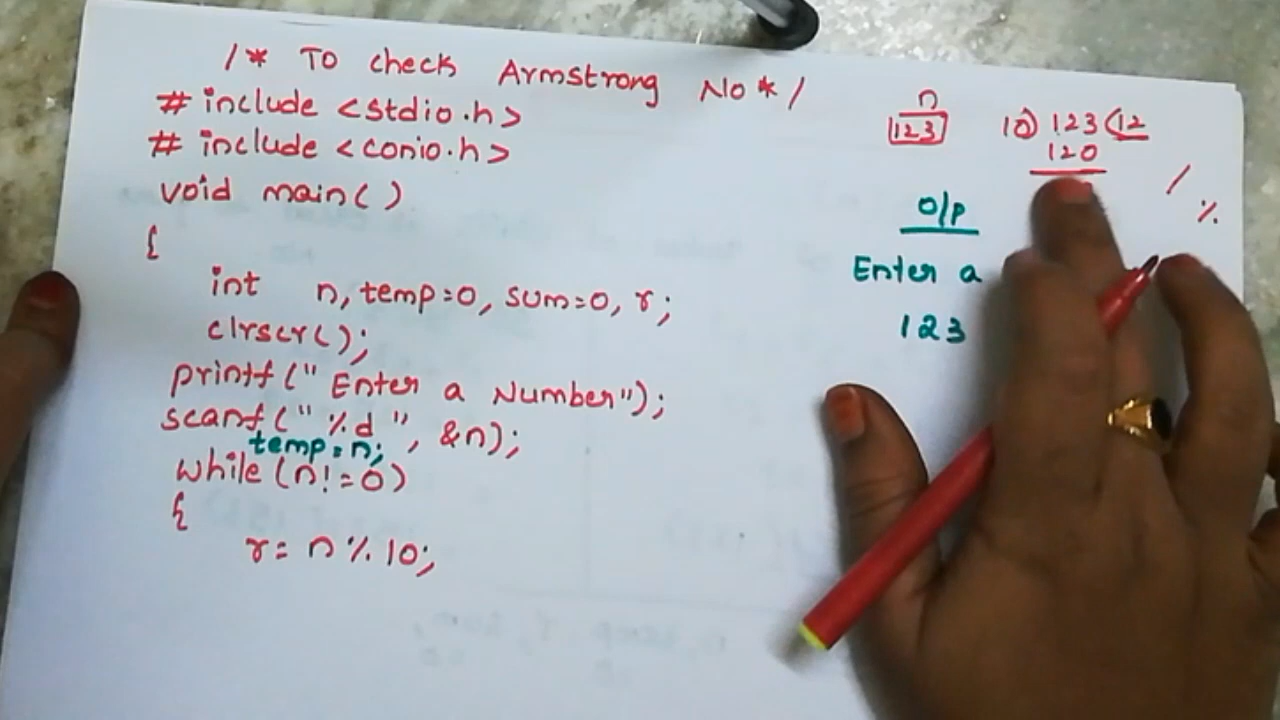 /* To check Armstrong No */
# include <stdio.h>
# include <conio.h>
void main( )
{
int n, temp=0, sum=0, r;
clrscr();
printf (" Enter a Number");
scanf (" %d ", &n);
temp=n;
while (n!=0)
{
r= n % 10;
n
123
10) 123 (12
120
/
%
O/P
Enter a
123